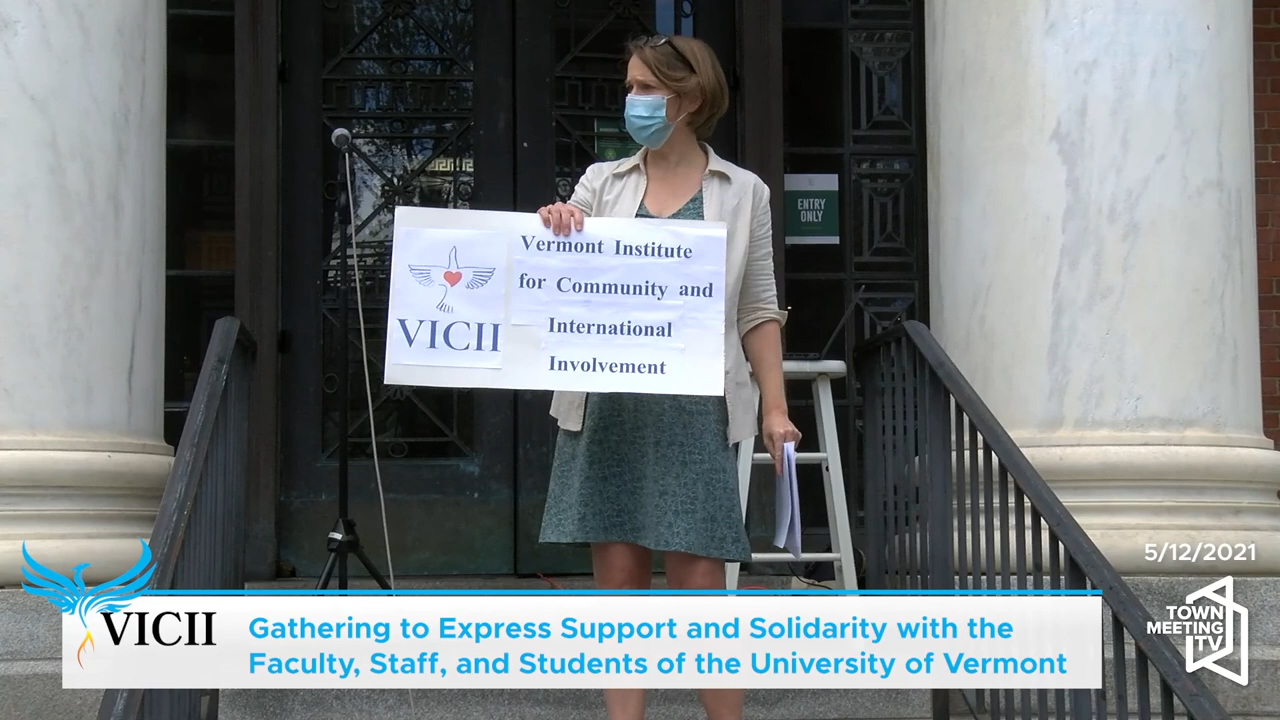 ENTRY
ONLY
Vermont Institute
for Community and
International
Involvement
VICII
5/12/2021
TOWN
MEETING
TV
VICII
Gathering to Express Support and Solidarity with the
Faculty, Staff, and Students of the University of Vermont